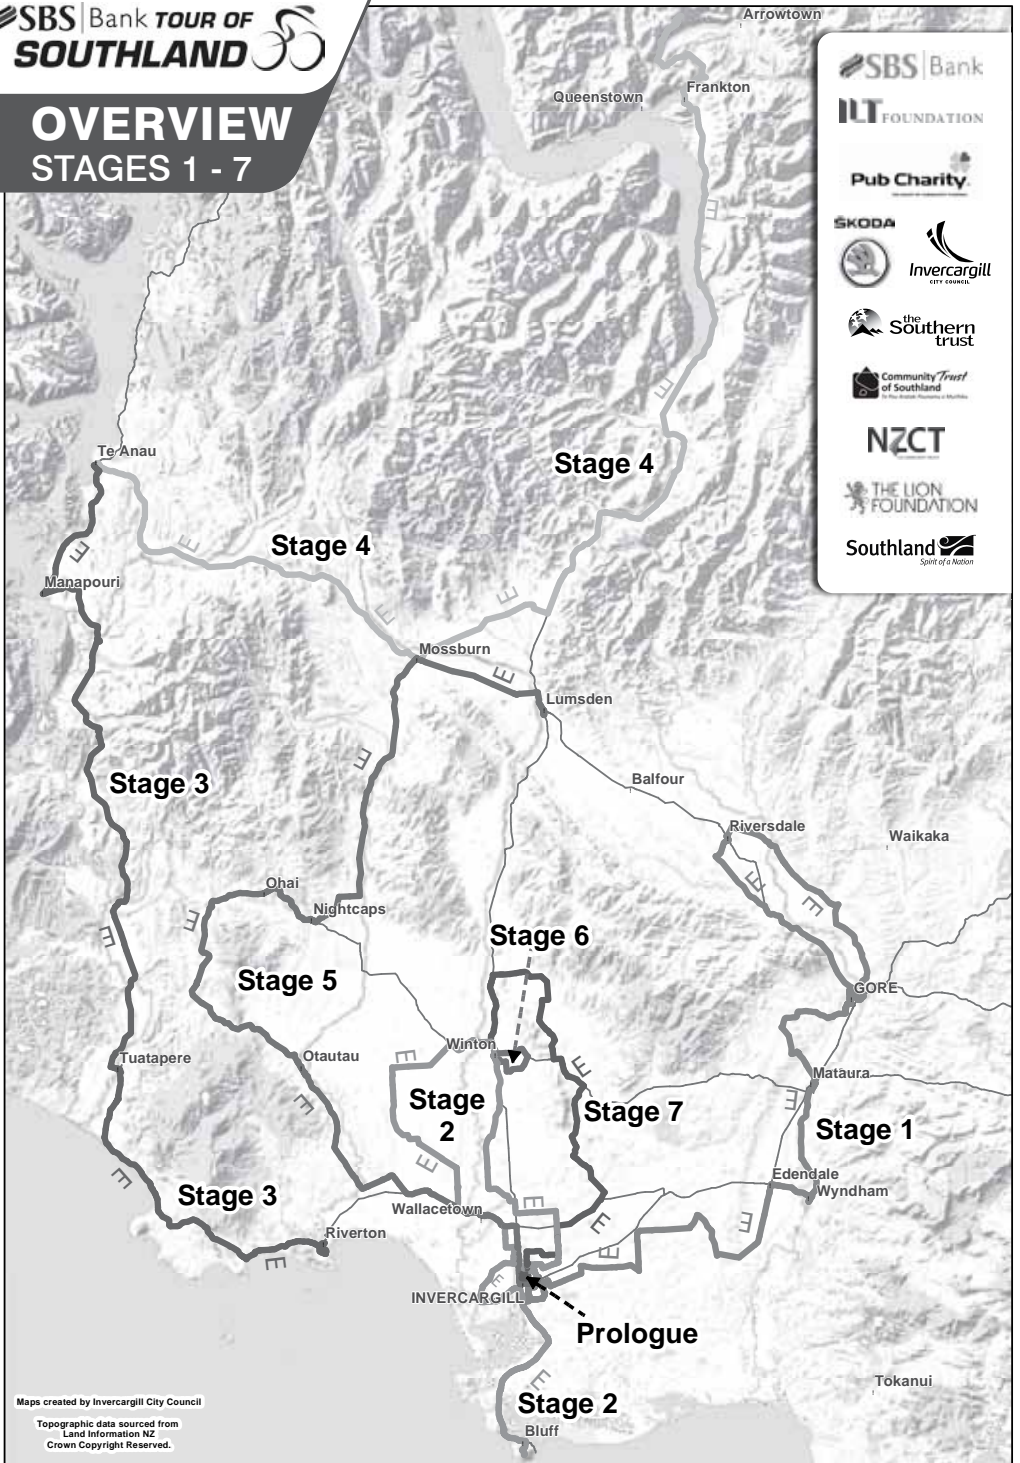 SBS | Bank TOUR OF
SOUTHLAND
OVERVIEW
STAGES 1 - 7
Arrowtown
Queenstown
Frankton
SBS | Bank
ILT FOUNDATION
Pub Charity.
ŠKODA
Invercargill
CITY COUNCIL
the
Southern
trust
Community Trust
of Southland
NZCT
THE LION
FOUNDATION
Southland
Spirit of a Nation
Te Anau
Stage 4
Stage 4
Manapouri
Mossburn
Lumsden
Stage 3
Balfour
Riversdale
Waikaka
Ohai
Nightcaps
Stage 6
Stage 5
GORE
Winton
Tuatapere
Otautau
Mataura
Stage
2
Stage 7
Stage 1
Edendale
Wyndham
Stage 3
Wallacetown
Riverton
INVERCARGILL
Prologue
Tokanui
Stage 2
Bluff
Maps created by Invercargill City Council
Topographic data sourced from
Land Information NZ
Crown Copyright Reserved.